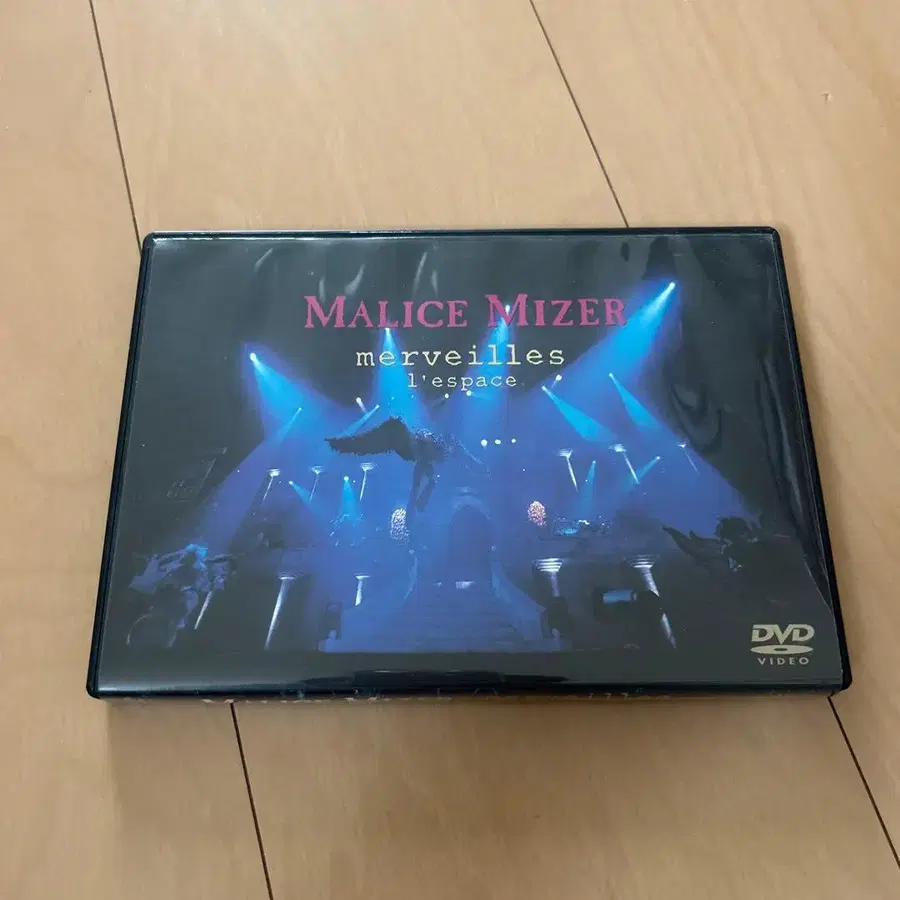 MALICE MIZER
merveilles
l'espace
DVD
VIDEO